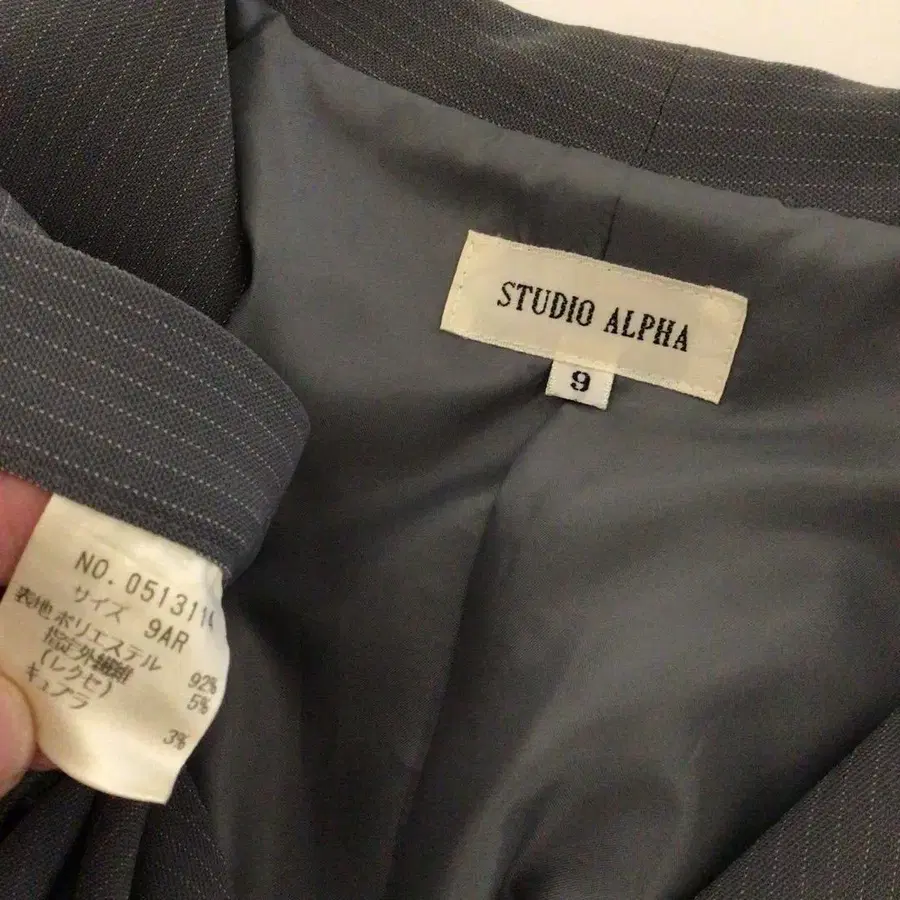 STUDIO ALPHA
9
NO. 0513114
サイズ 9AR
表地 ポリエステル 92%
指定外繊維
(レクセ) 5%
キュアラ 3%